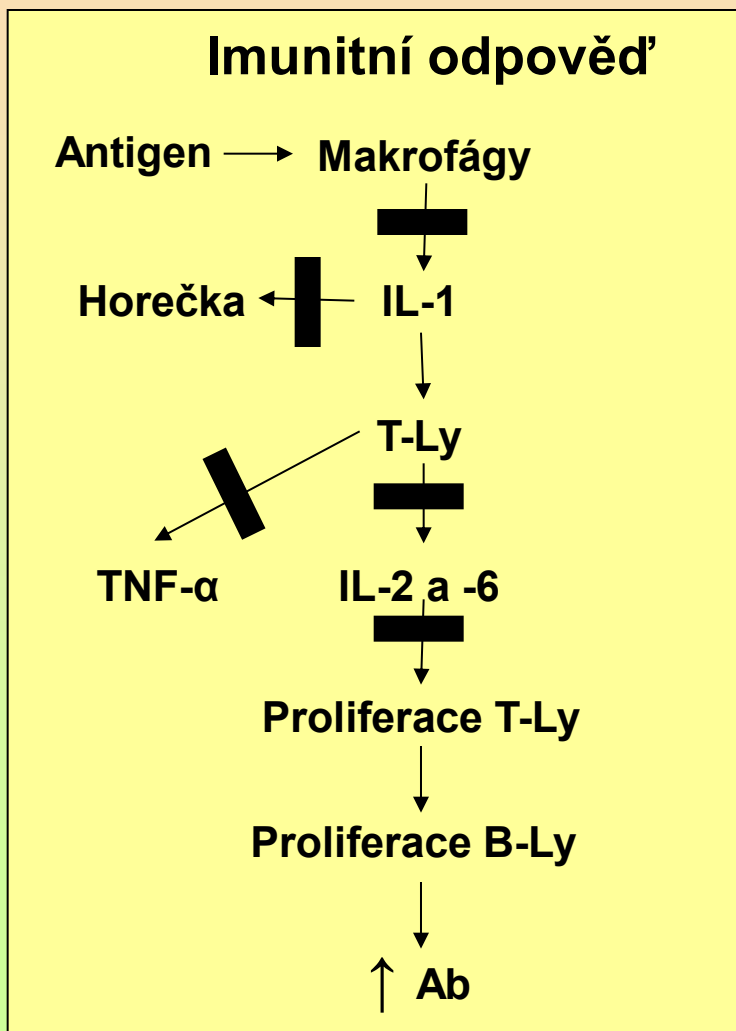 Imunitní odpověď
Antigen Makrofágy
Horečka IL-1
T-Ly
TNF-α IL-2 a -6
Proliferace T-Ly
Proliferace B-Ly
↑ Ab